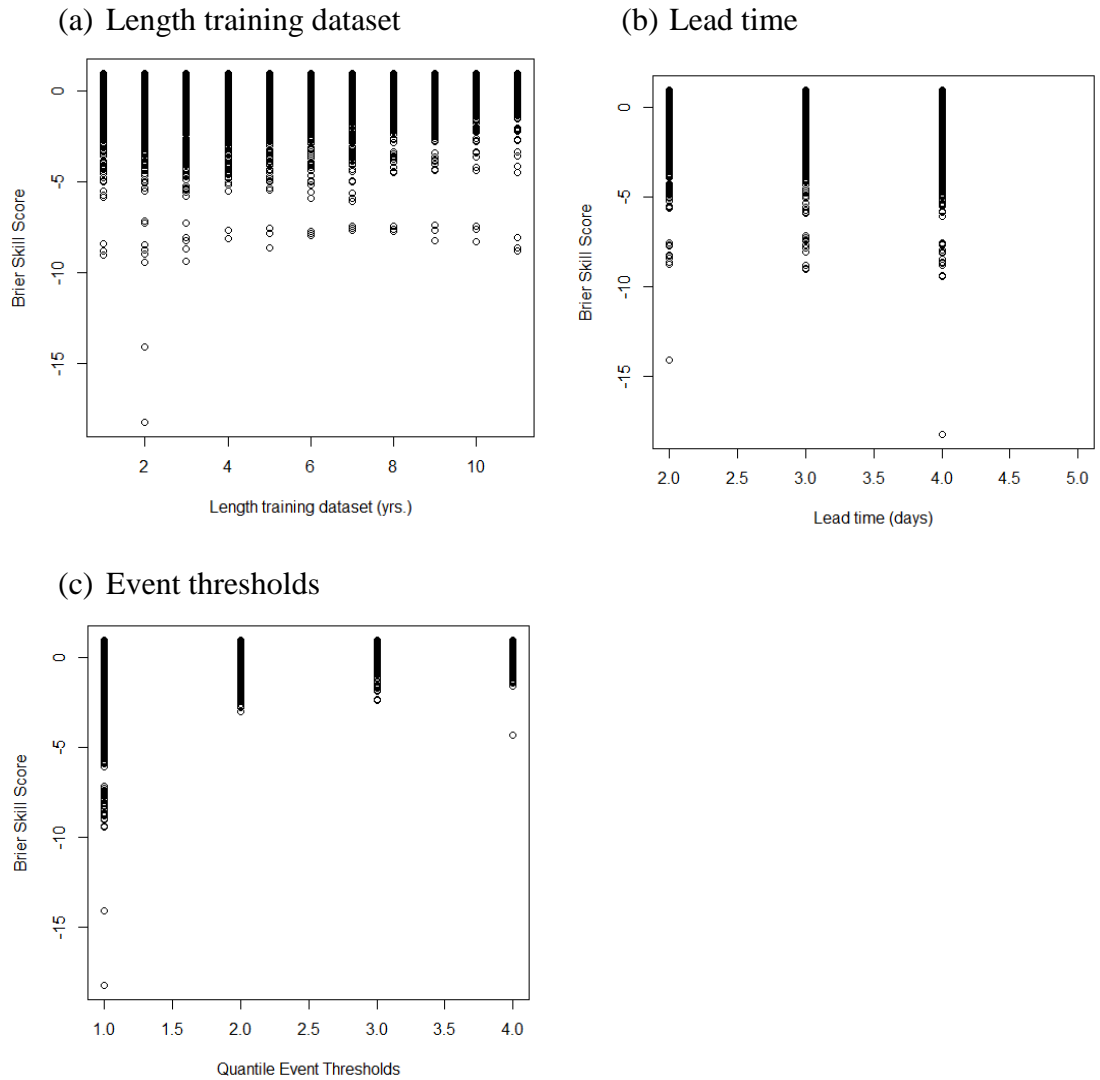 (a) Length training dataset
0
-5
-10
-15
Brier Skill Score
2 4 6 8 10
Length training dataset (yrs.)
(b) Lead time
0
-5
-10
-15
Brier Skill Score
2.0 2.5 3.0 3.5 4.0 4.5 5.0
Lead time (days)
(c) Event thresholds
0
-5
-10
-15
Brier Skill Score
1.0 1.5 2.0 2.5 3.0 3.5 4.0
Quantile Event Thresholds